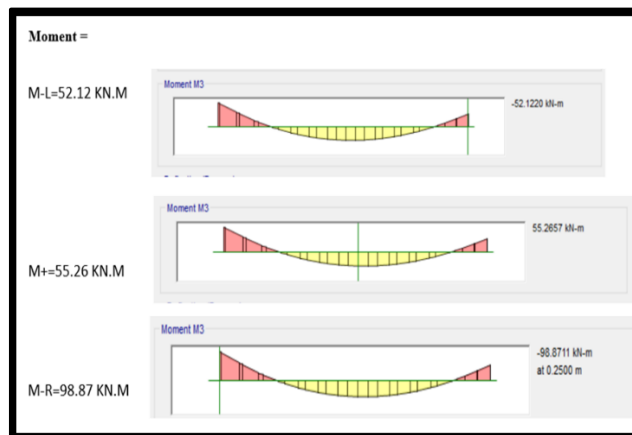 Moment =
M-L=52.12 KN.M
Moment M3
-52.1220 kN-m
M+=55.26 KN.M
Moment M3
55.2657 kN-m
M-R=98.87 KN.M
Moment M3
-98.8711 kN-m
at 0.2500 m